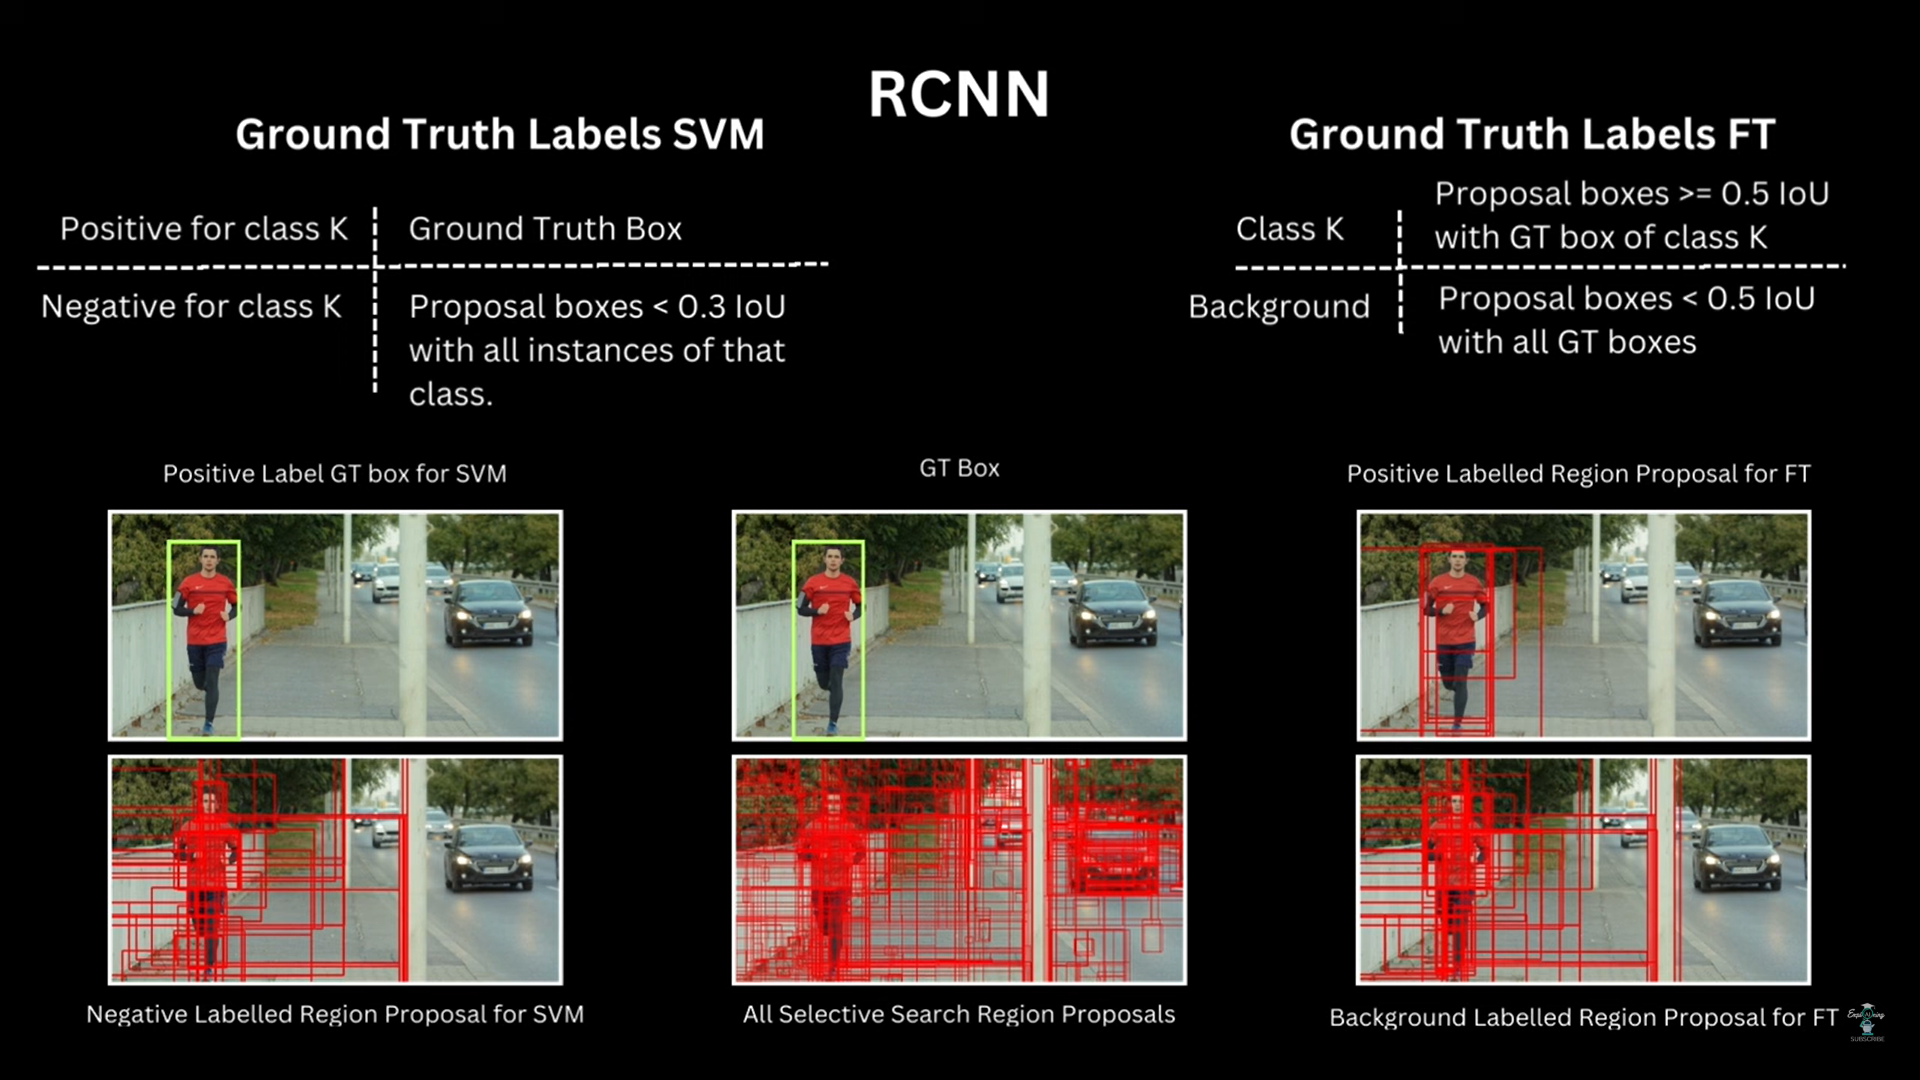 RCNN
Ground Truth Labels SVM
Positive for class K
Ground Truth Box
Negative for class K
Proposal boxes < 0.3 IoU
with all instances of that
class.
Ground Truth Labels FT
Class K
Proposal boxes >= 0.5 IoU
with GT box of class K
Background
Proposal boxes < 0.5 IoU
with all GT boxes
Positive Label GT box for SVM
GT Box
Positive Labelled Region Proposal for FT
Negative Labelled Region Proposal for SVM
All Selective Search Region Proposals
Background Labelled Region Proposal for FT
SUBSCRIBE